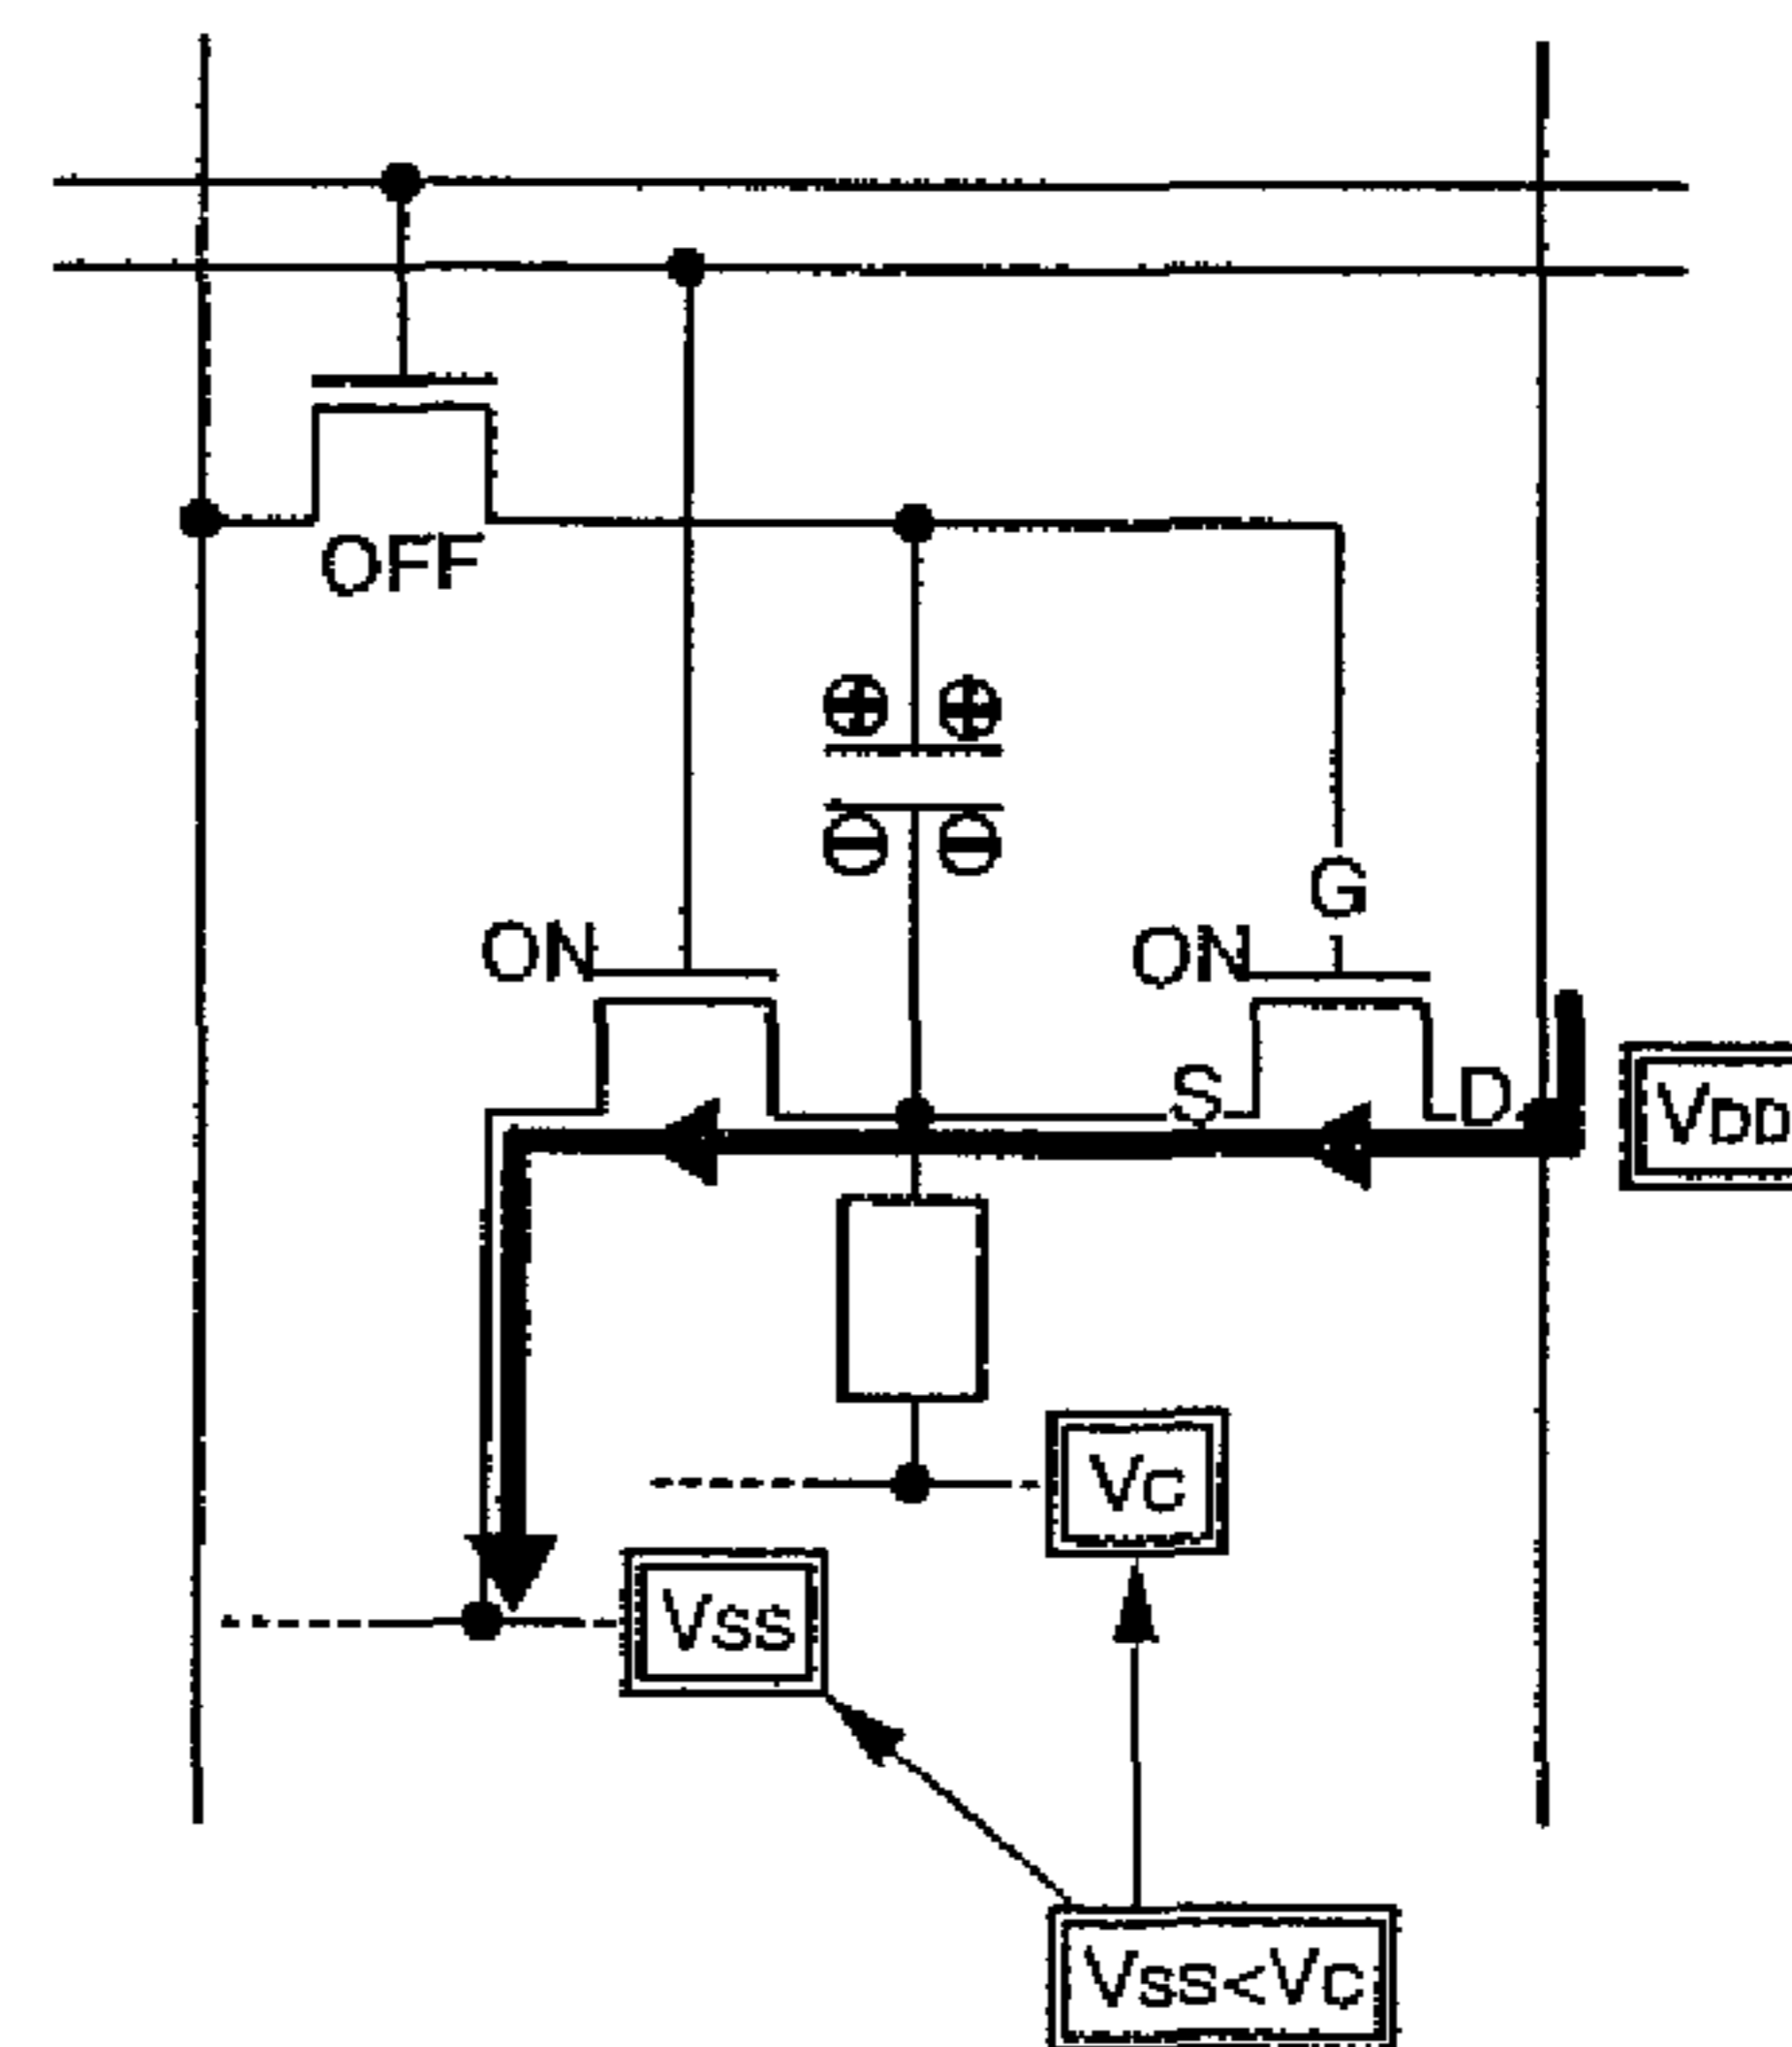 OFF
⊕ ⊕
⊖ ⊖
G
ON
ON
S
D
VDD
VC
VSS
VSS<VC